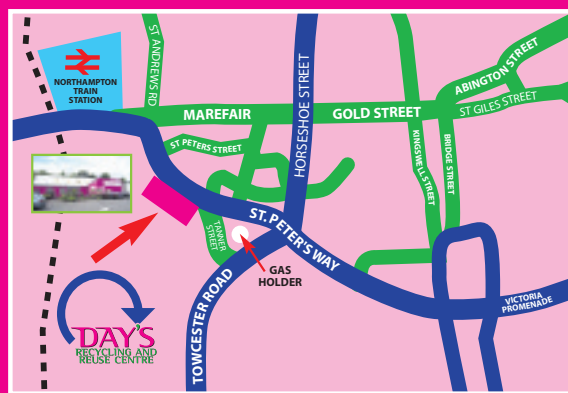 NORTHAMPTON
TRAIN
STATION
ST ANDREWS RD
MAREFAIR
GOLD STREET
HORSESHOE STREET
ABINGTON STREET
ST GILES STREET
ST PETERS STREET
KINGSWELL STREET
BRIDGE STREET
TANNER
STREET
ST. PETER'S WAY
GAS
HOLDER
TOWCESTER ROAD
VICTORIA
PROMENADE
DAY'S
RECYCLING AND
REUSE CENTRE